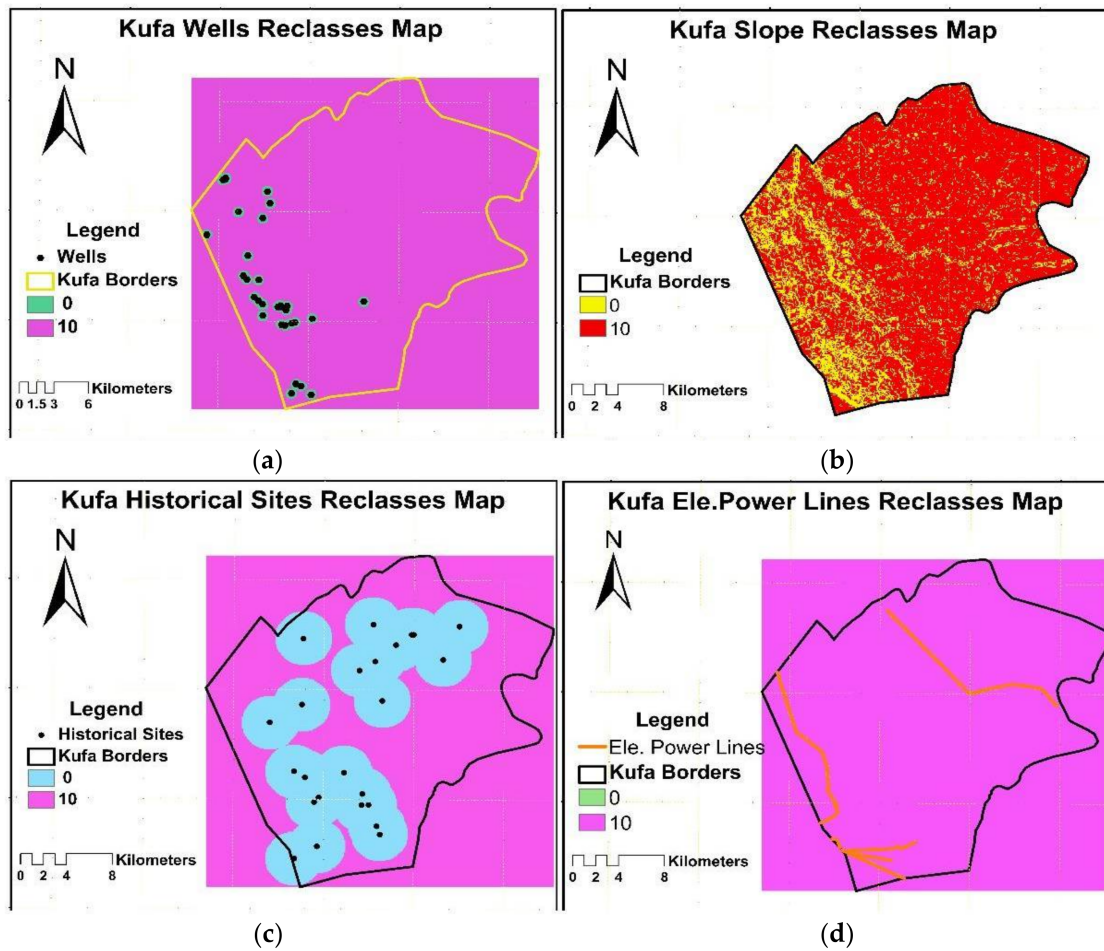 Kufa Wells Reclasses Map
N
Legend
Wells
Kufa Borders
0
10
Kilometers
0 1.5 3 6
(a)
Kufa Slope Reclasses Map
N
Legend
Kufa Borders
0
10
Kilometers
0 2 4 8
(b)
Kufa Historical Sites Reclasses Map
N
Legend
Historical Sites
Kufa Borders
0
10
Kilometers
0 2 4 8
(c)
Kufa Ele.Power Lines Reclasses Map
N
Legend
Ele. Power Lines
Kufa Borders
0
10
Kilometers
0 2 4 8
(d)